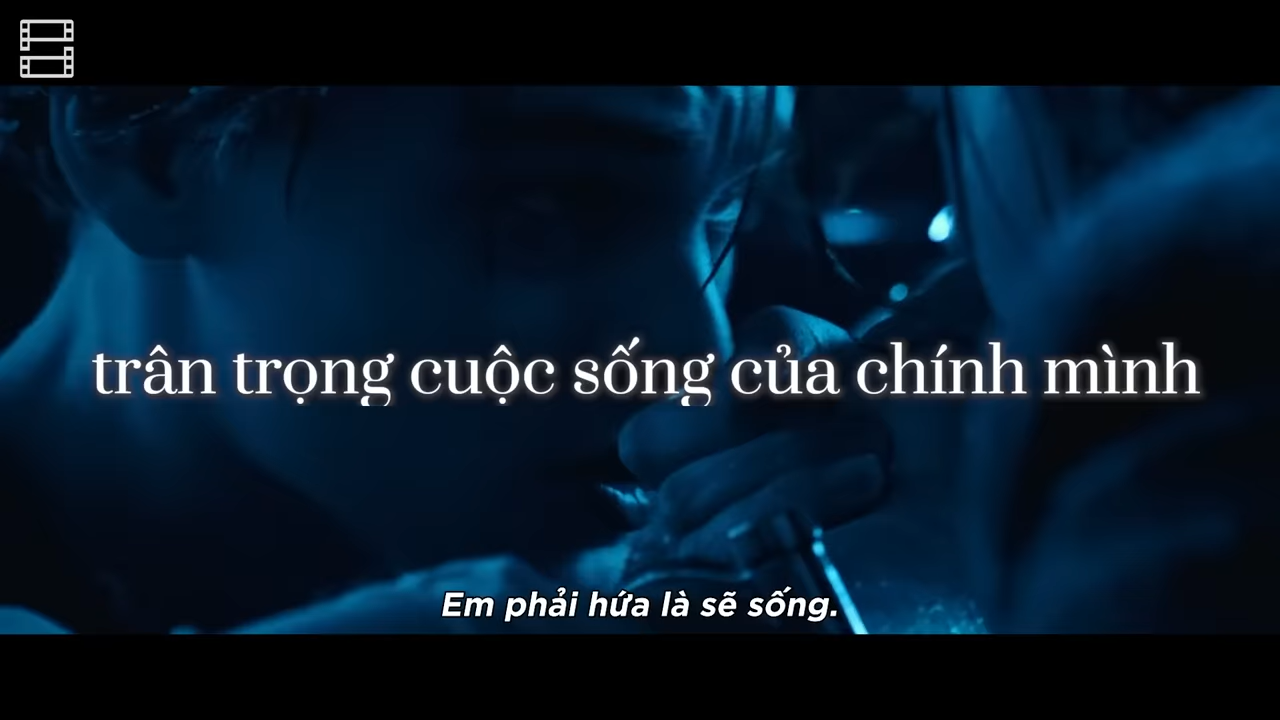 trân trọng cuộc sống của chính mình
Em phải hứa là sẽ sống.